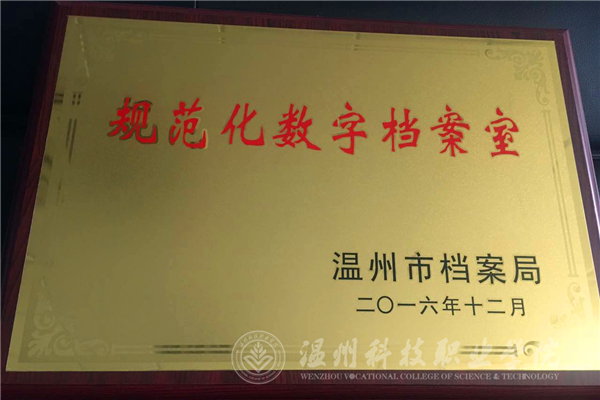 规范化数字档案室
温州市档案局
二〇一六年十二月
温州科技职业学院
WENZHOU VOCATIONAL COLLEGE OF SCIENCE & TECHNOLOGY